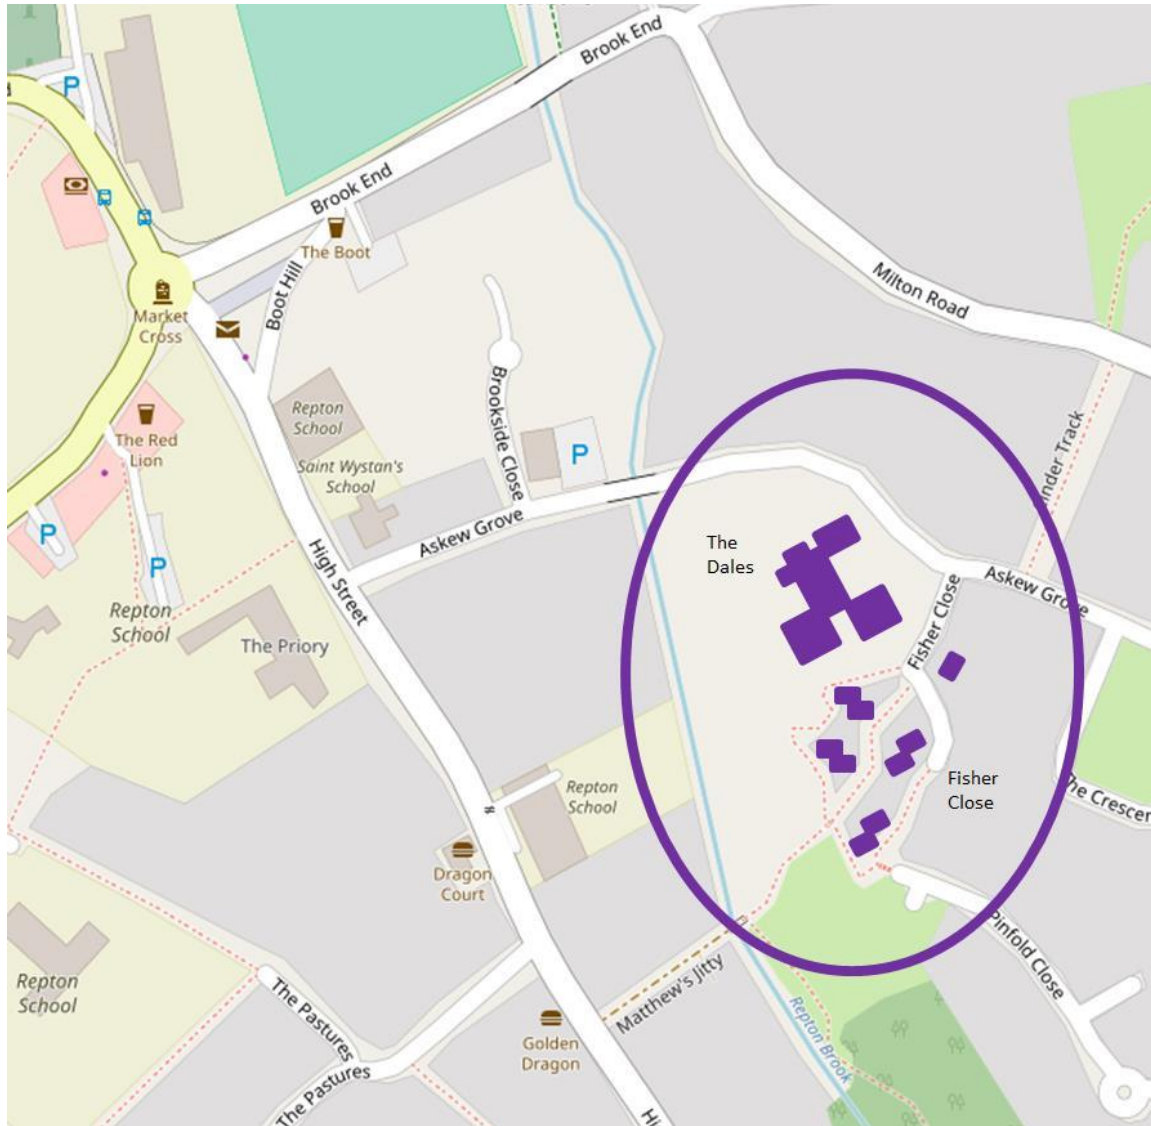 Brook End
P
Brook End
The Boot
Boot Hill
Market
Cross
Milton Road
Brookside Close
Repton
School
The Red
Lion
Saint Wystan's
School
P
P
P
Askew Grove
High Street
The
Dales
Askew Grove
Fisher Close
Repton
School
The Priory
Fisher
Close
The Crescen
Repton
School
Dragon
Court
Pinfold Close
Repton
School
The Pastures
Matthew's Jitty
Repton Brook
Golden
Dragon
The Pastures
Hi